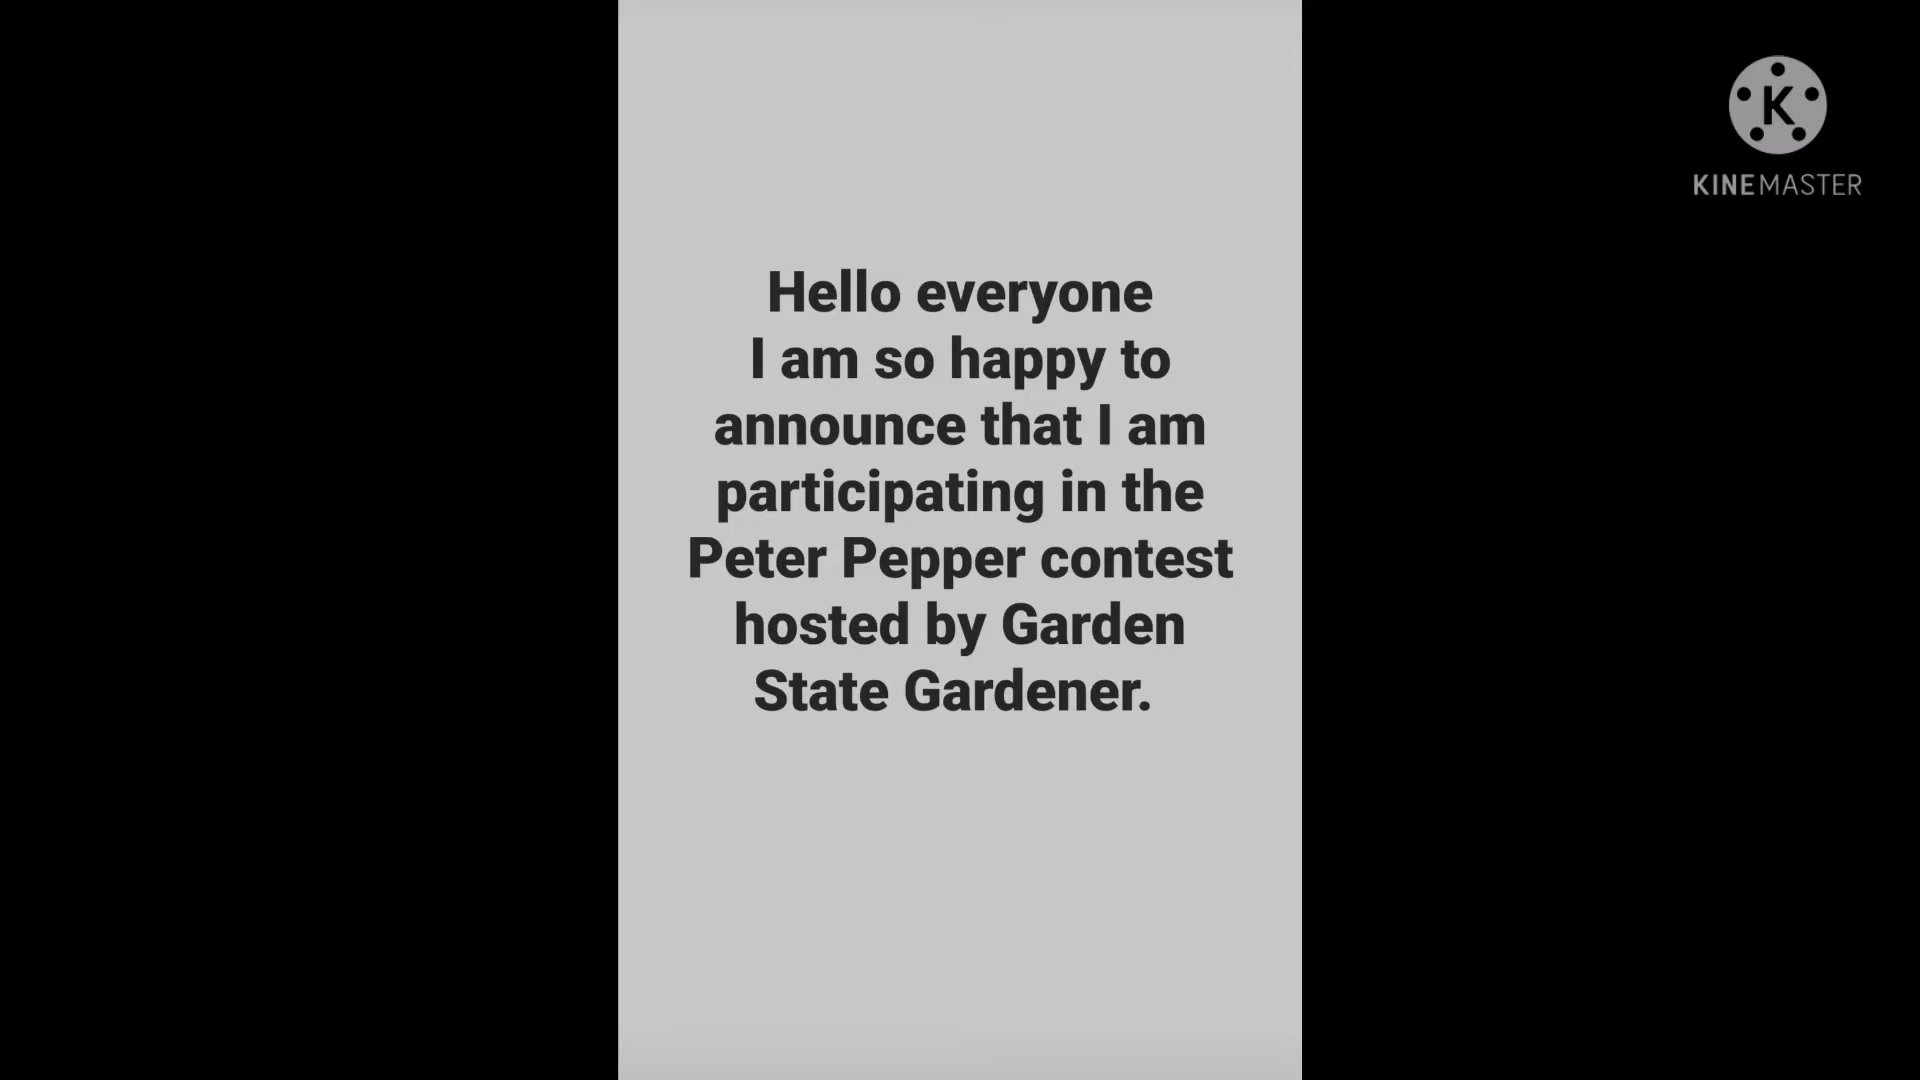 K
KINEMASTER
Hello everyone
I am so happy to
announce that I am
participating in the
Peter Pepper contest
hosted by Garden
State Gardener.